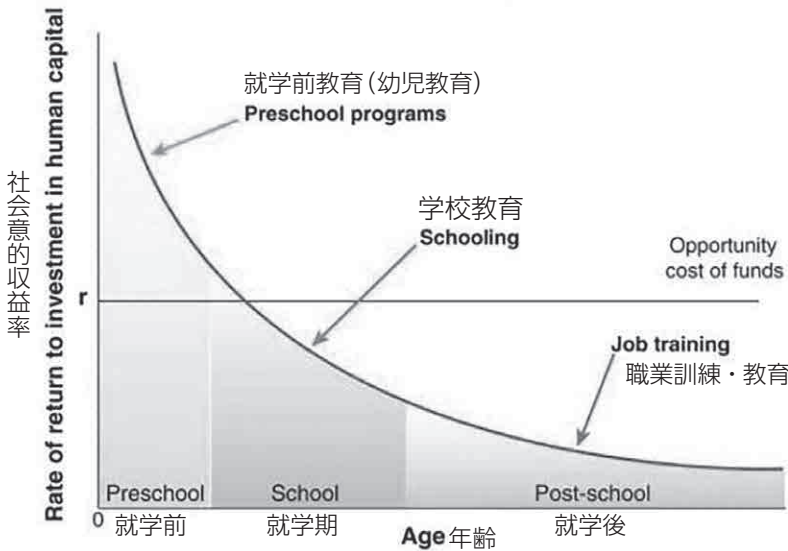 Rate of return to investment in human capital
社会意的収益率
就学前教育(幼児教育)
Preschool programs
学校教育
Schooling
Opportunity
cost of funds
r
Job training
職業訓練・教育
Preschool
School
Post-school
0
就学前
就学期
就学後
Age 年齢